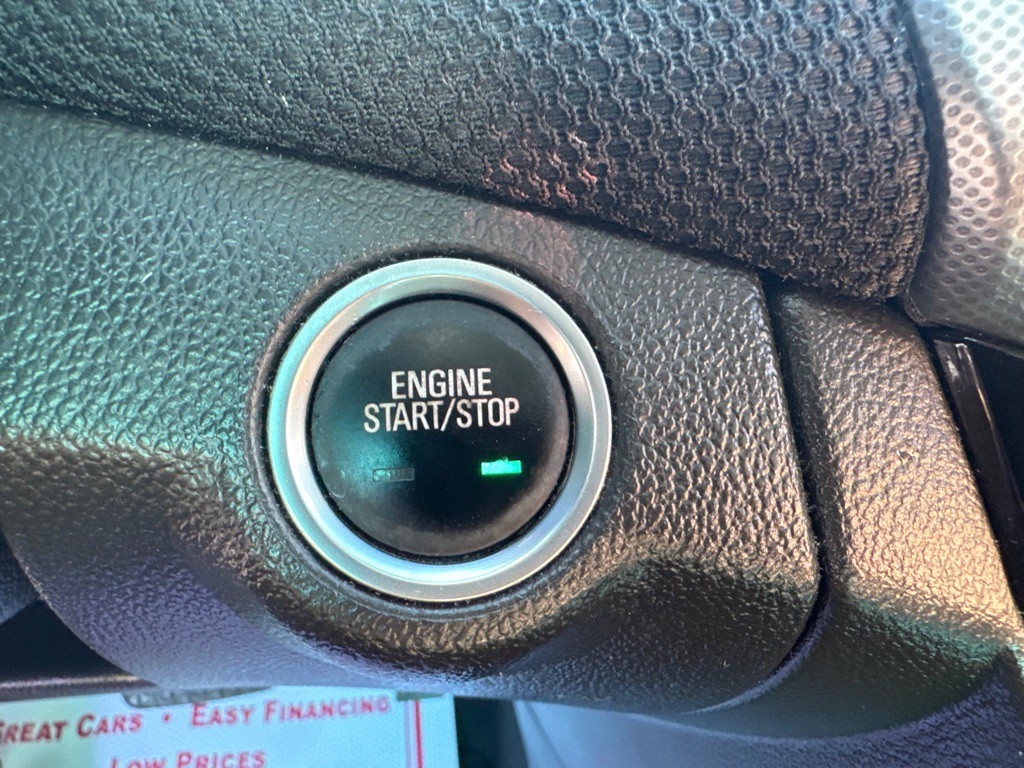 ENGINE
START/STOP
GREAT CARS • EASY FINANCING
LOW PRICES